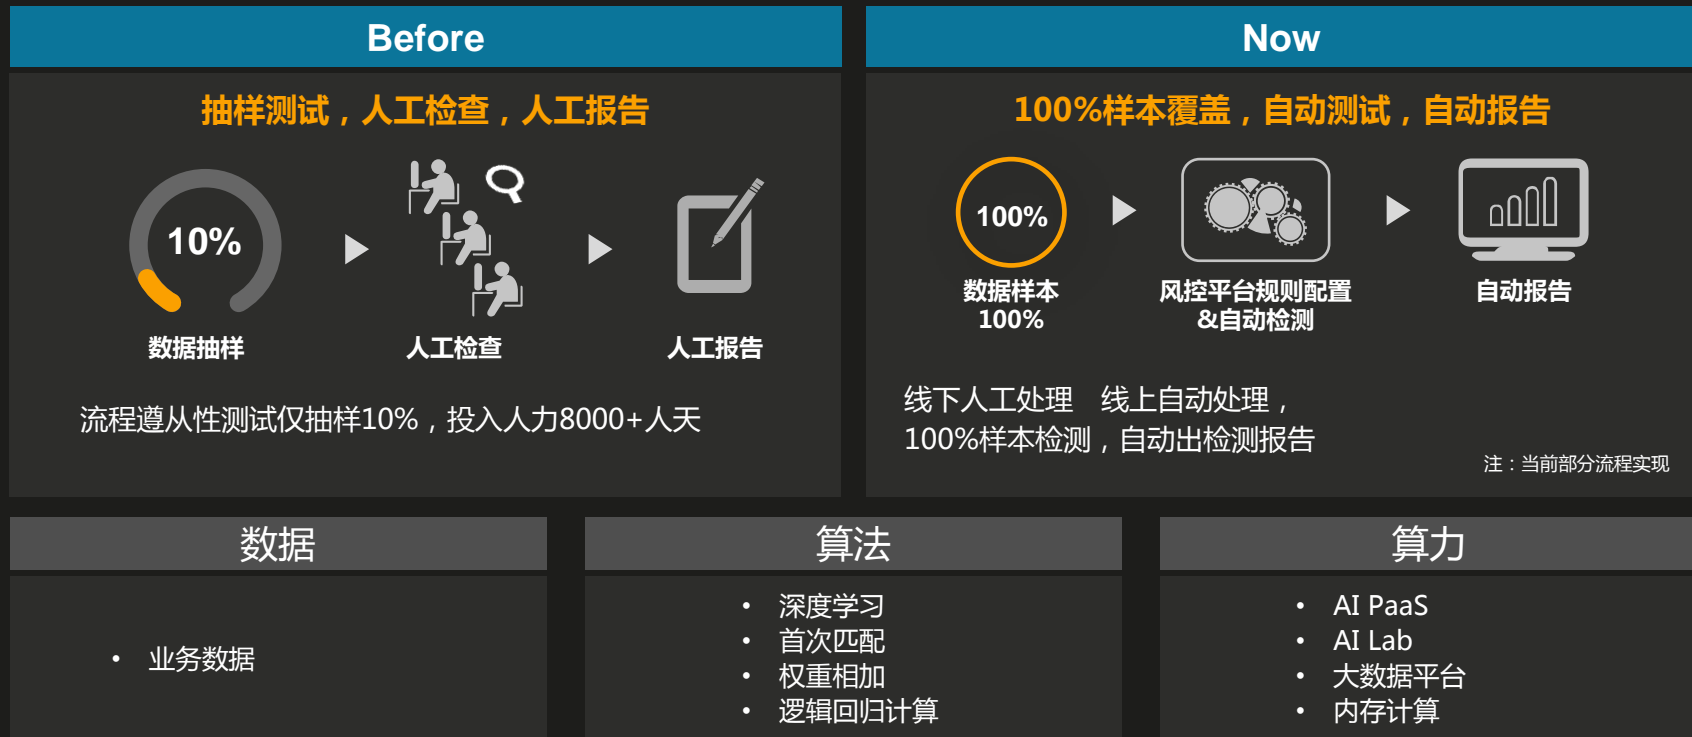 Before
抽样测试，人工检查，人工报告
10%
数据抽样
人工检查
人工报告
流程遵从性测试仅抽样10%，投入人力8000+人天
Now
100%样本覆盖，自动测试，自动报告
100%
数据样本
100%
风控平台规则配置
&自动检测
自动报告
线下人工处理 线上自动处理，
100%样本检测，自动出检测报告
注：当前部分流程实现
数据
• 业务数据
算法
• 深度学习
• 首次匹配
• 权重相加
• 逻辑回归计算
算力
• AI PaaS
• AI Lab
• 大数据平台
• 内存计算